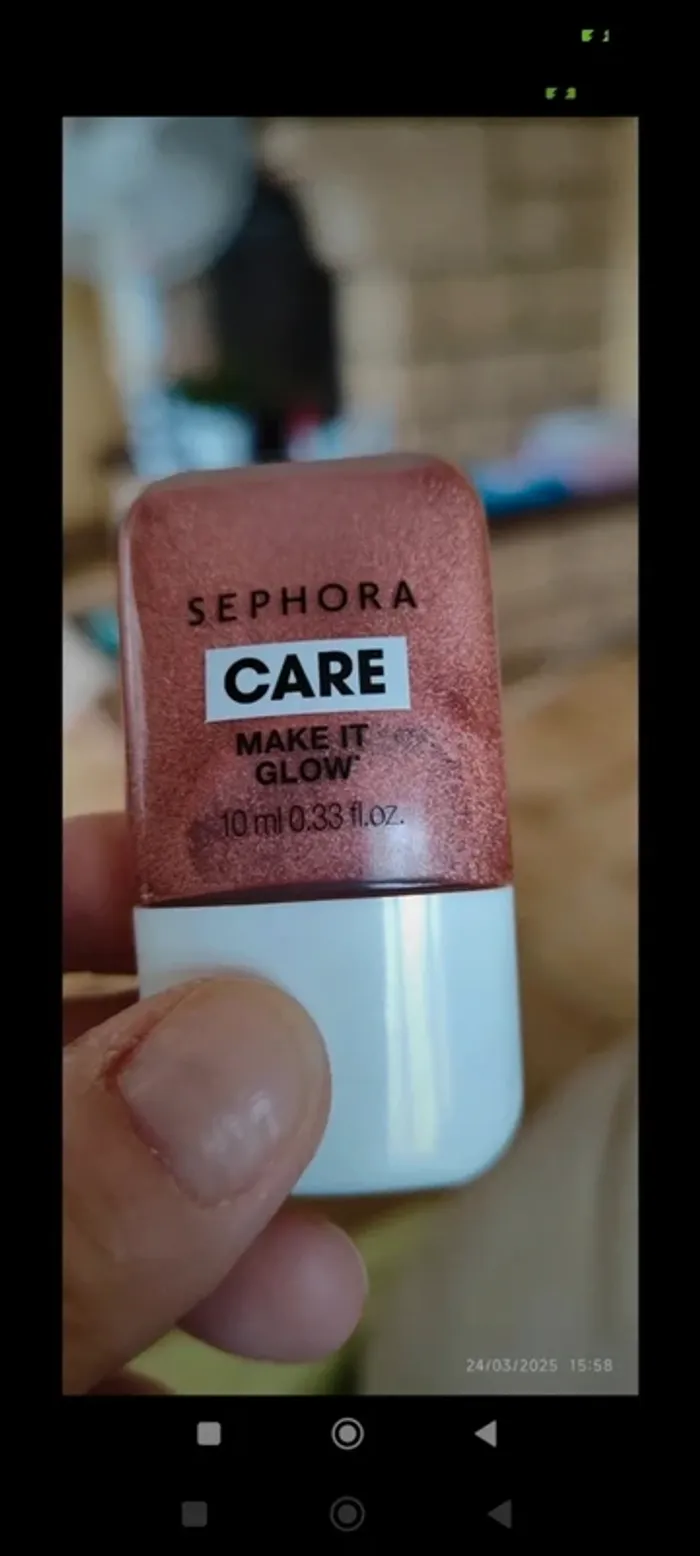 SEPHORA
CARE
MAKE IT
GLOW*
10 ml 0.33 fl.oz.
24/03/2025 15:58